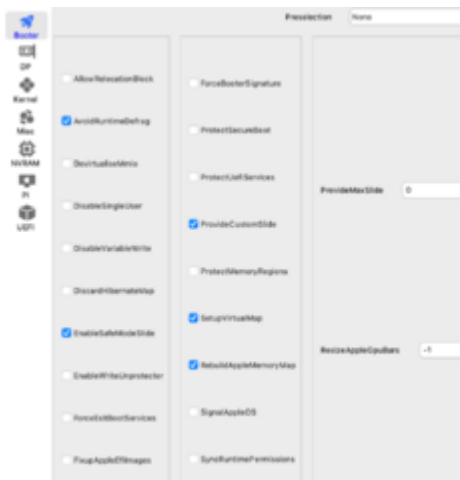 Preselection None
Booter
DP
Kernel
Misc
NVRAM
PI
UEFI
AllowRelocationBlock
AvoidRuntimeDefrag
DevirtualiseMmio
DisableSingleUser
DisableVariableWrite
DiscardHibernateMap
EnableSafeModeSlide
EnableWriteUnprotector
ForceExitBootServices
FixupAppleEfiImages
ForceBooterSignature
ProtectSecureBoot
ProtectUefiServices
ProvideCustomSlide
ProtectMemoryRegions
SetupVirtualMap
RebuildAppleMemoryMap
SignalAppleOS
SyncRuntimePermissions
ProvideMaxSlide 0
ResizeAppleGpuBars -1